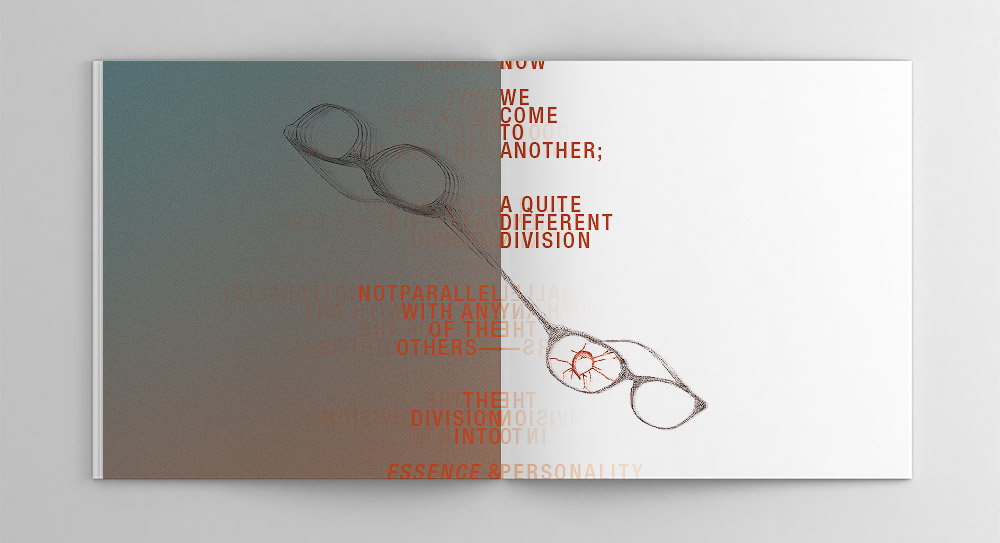 NOW
WE
COME
TO
ANOTHER;
A QUITE
DIFFERENT
DIVISION
NOTPARALLEL
WITH ANY
OF THE
OTHERS——
THE
DIVISION
INTO
ESSENCE & PERSONALITY